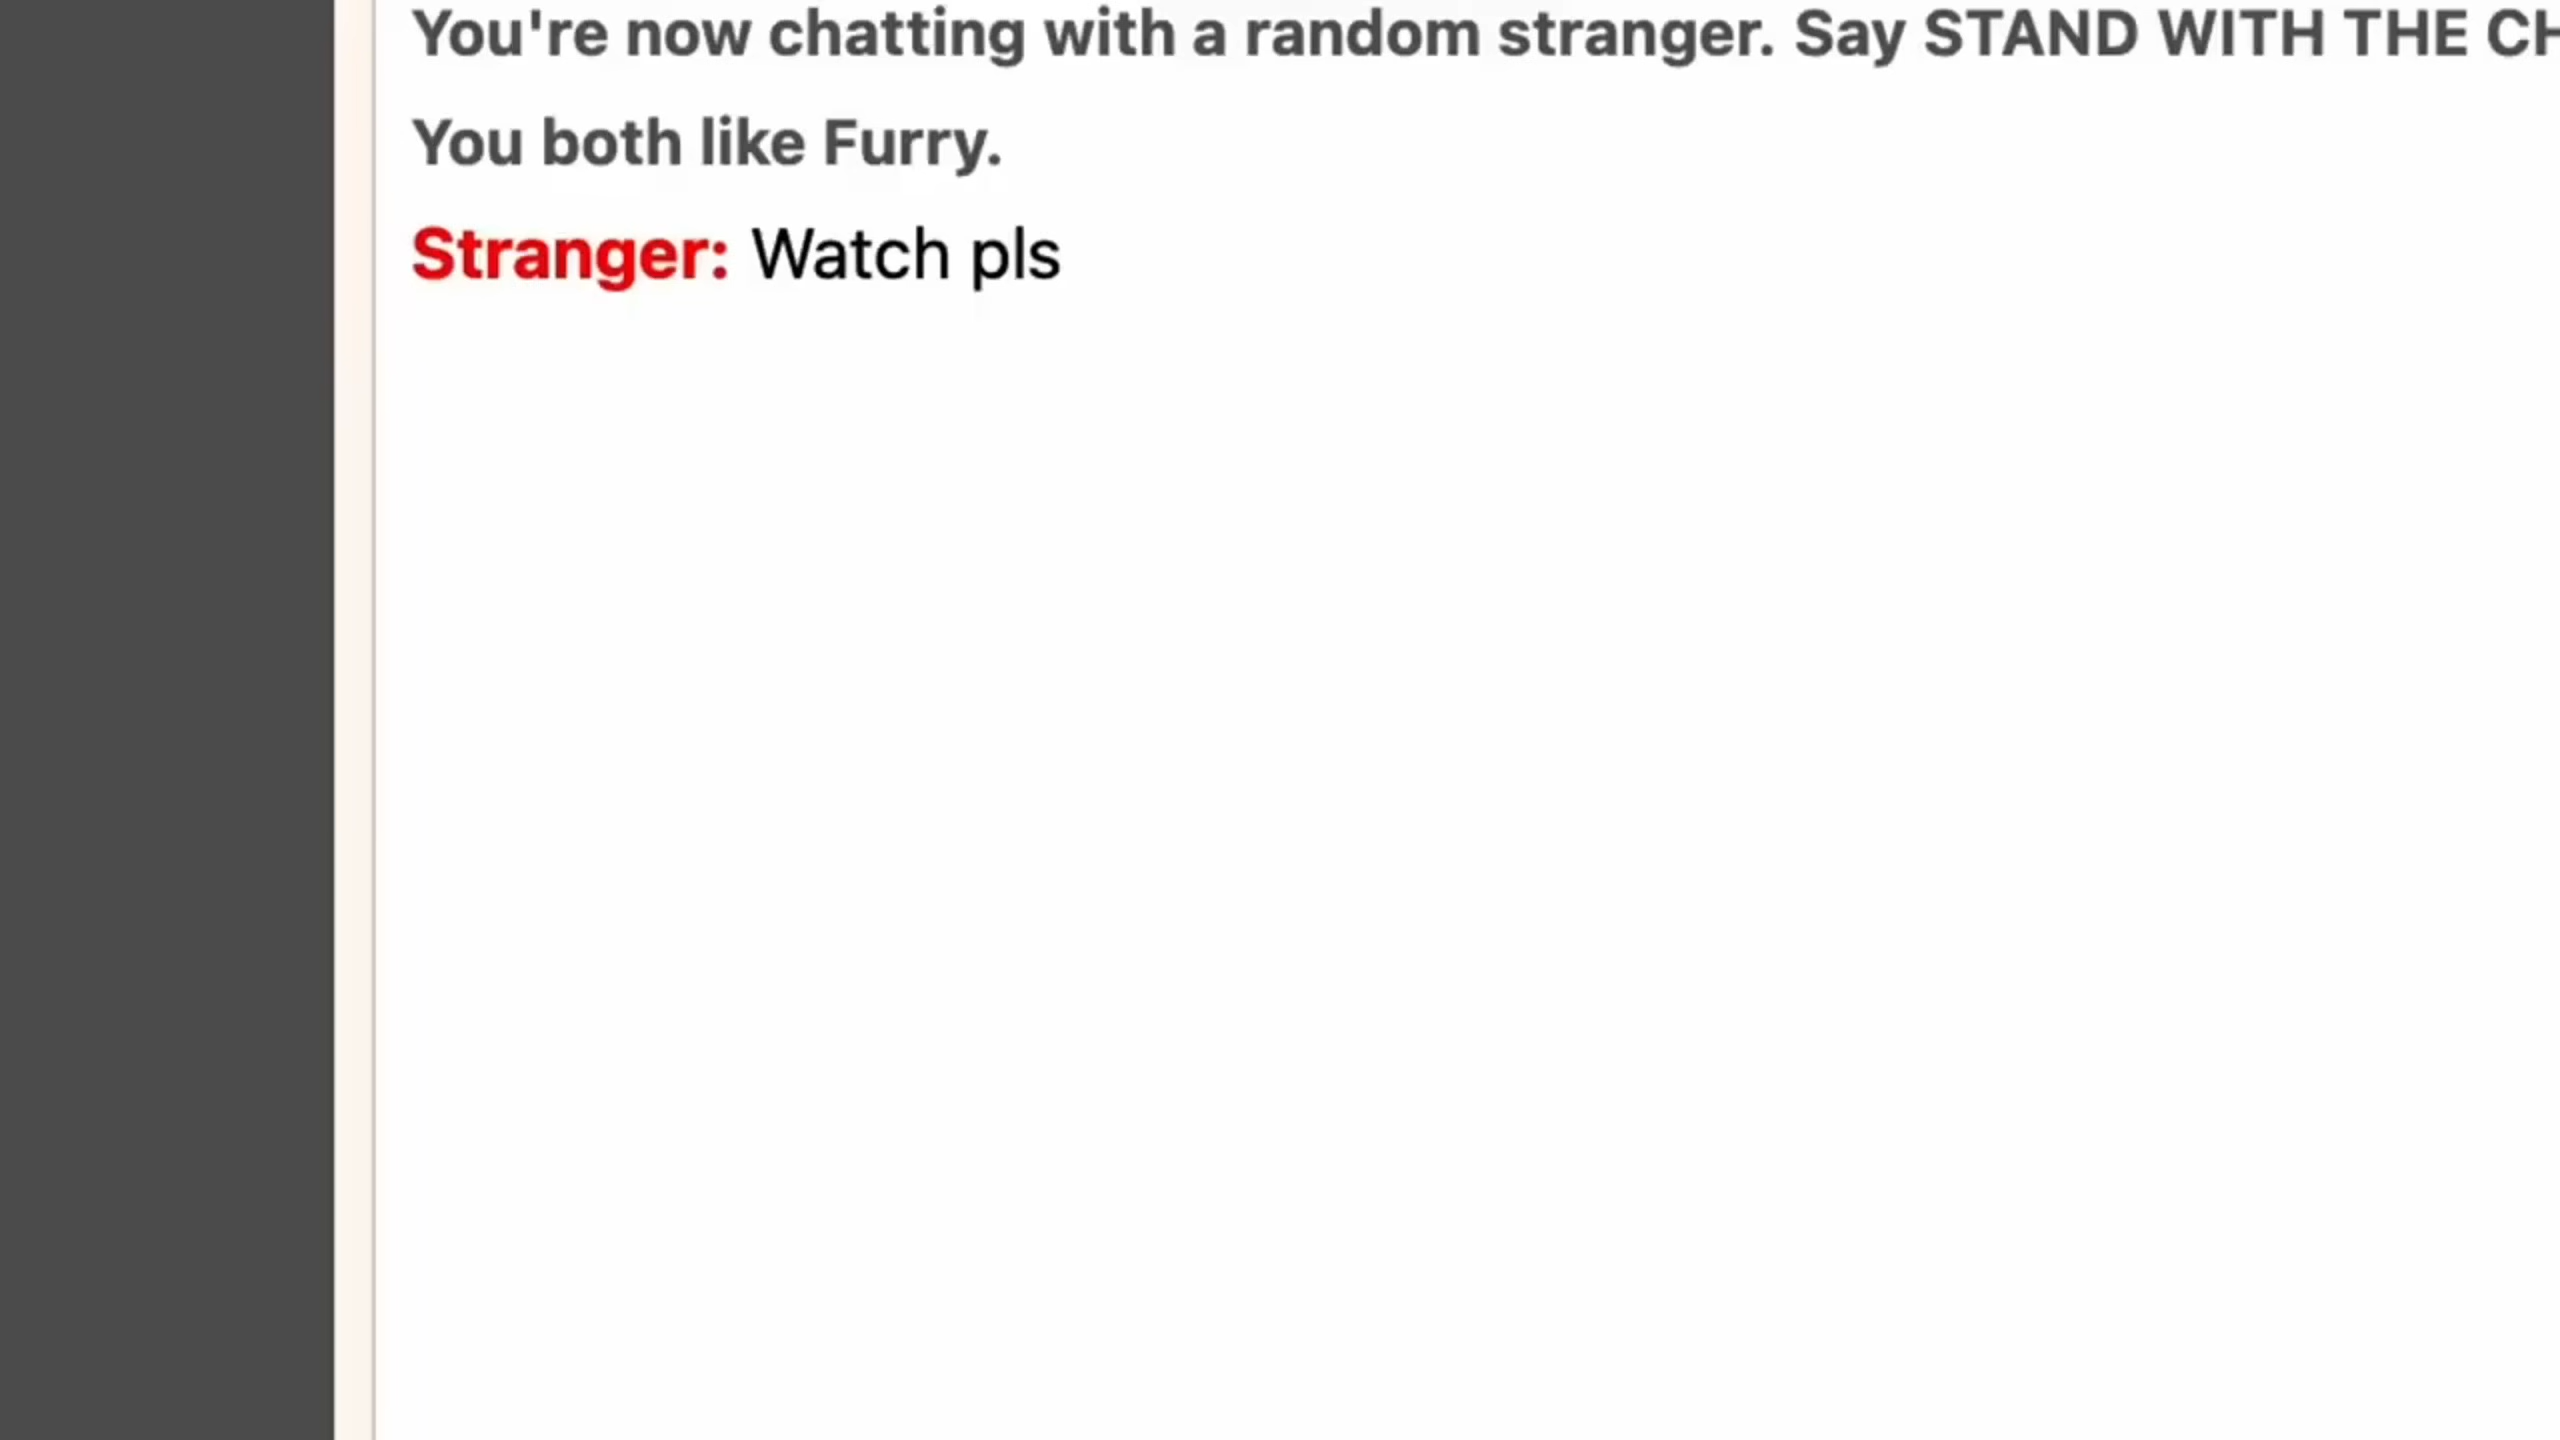 You're now chatting with a random stranger. Say STAND WITH THE
You both like Furry.
Stranger: Watch pls